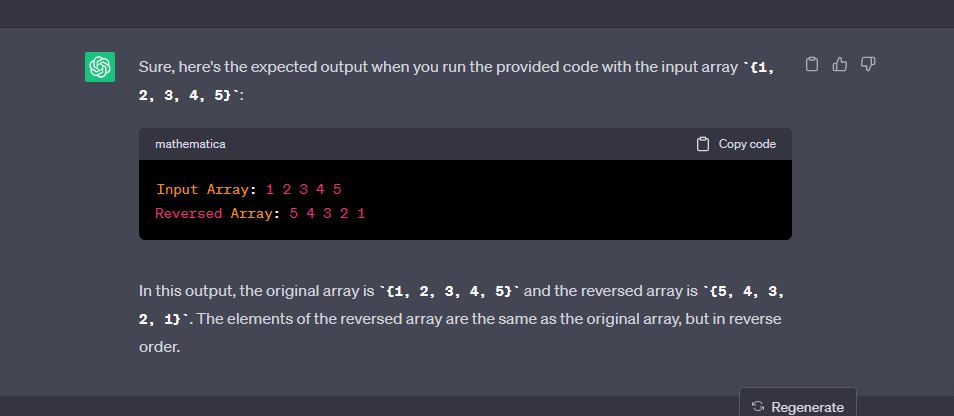 Sure, here's the expected output when you run the provided code with the input array `{1,
2, 3, 4, 5}`:
mathematica
Copy code
Input Array: 1 2 3 4 5
Reversed Array: 5 4 3 2 1
In this output, the original array is `{1, 2, 3, 4, 5}` and the reversed array is `{5, 4, 3,
2, 1}`. The elements of the reversed array are the same as the original array, but in reverse
order.
Regenerate